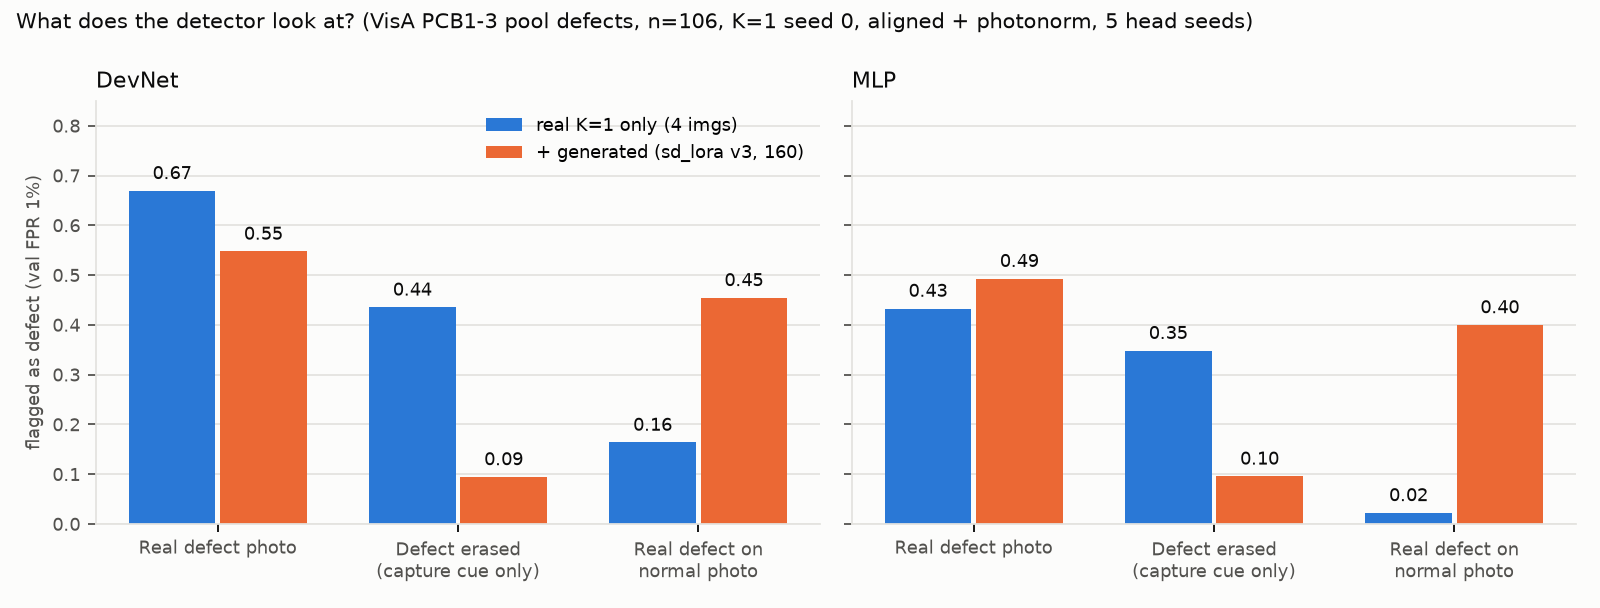 What does the detector look at? (VisA PCB1-3 pool defects, n=106, K=1 seed 0, aligned + photonorm, 5 head seeds)
DevNet
MLP
real K=1 only (4 imgs)
+ generated (sd_lora v3, 160)
flagged as defect (val FPR 1%)
0.8
0.7
0.6
0.5
0.4
0.3
0.2
0.1
0.0
0.67
0.55
0.44
0.09
0.16
0.45
0.43
0.49
0.35
0.10
0.02
0.40
Real defect photo
Defect erased
(capture cue only)
Real defect on
normal photo
Real defect photo
Defect erased
(capture cue only)
Real defect on
normal photo